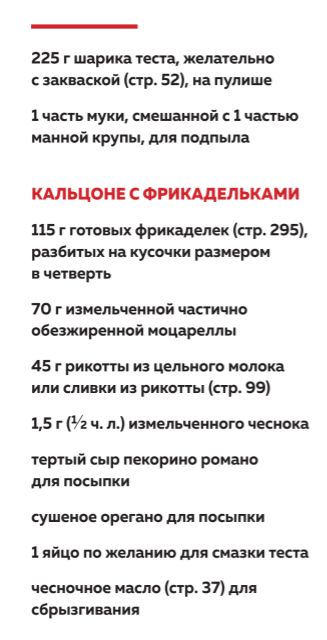 225 г шарика теста, желательно
с закваской (стр. 52), на пулише
1 часть муки, смешанной с 1 частью
манной крупы, для подпыла
КАЛЬЦОНЕ С ФРИКАДЕЛЬКАМИ
115 г готовых фрикаделек (стр. 295),
разбитых на кусочки размером
в четверть
70 г измельченной частично
обезжиренной моцареллы
45 г рикотты из цельного молока
или сливки из рикотты (стр. 99)
1,5 г (½ ч. л.) измельченного чеснока
тертый сыр пекорино романо
для посыпки
сушеное орегано для посыпки
1 яйцо по желанию для смазки теста
чесночное масло (стр. 37) для
сбрызгивания